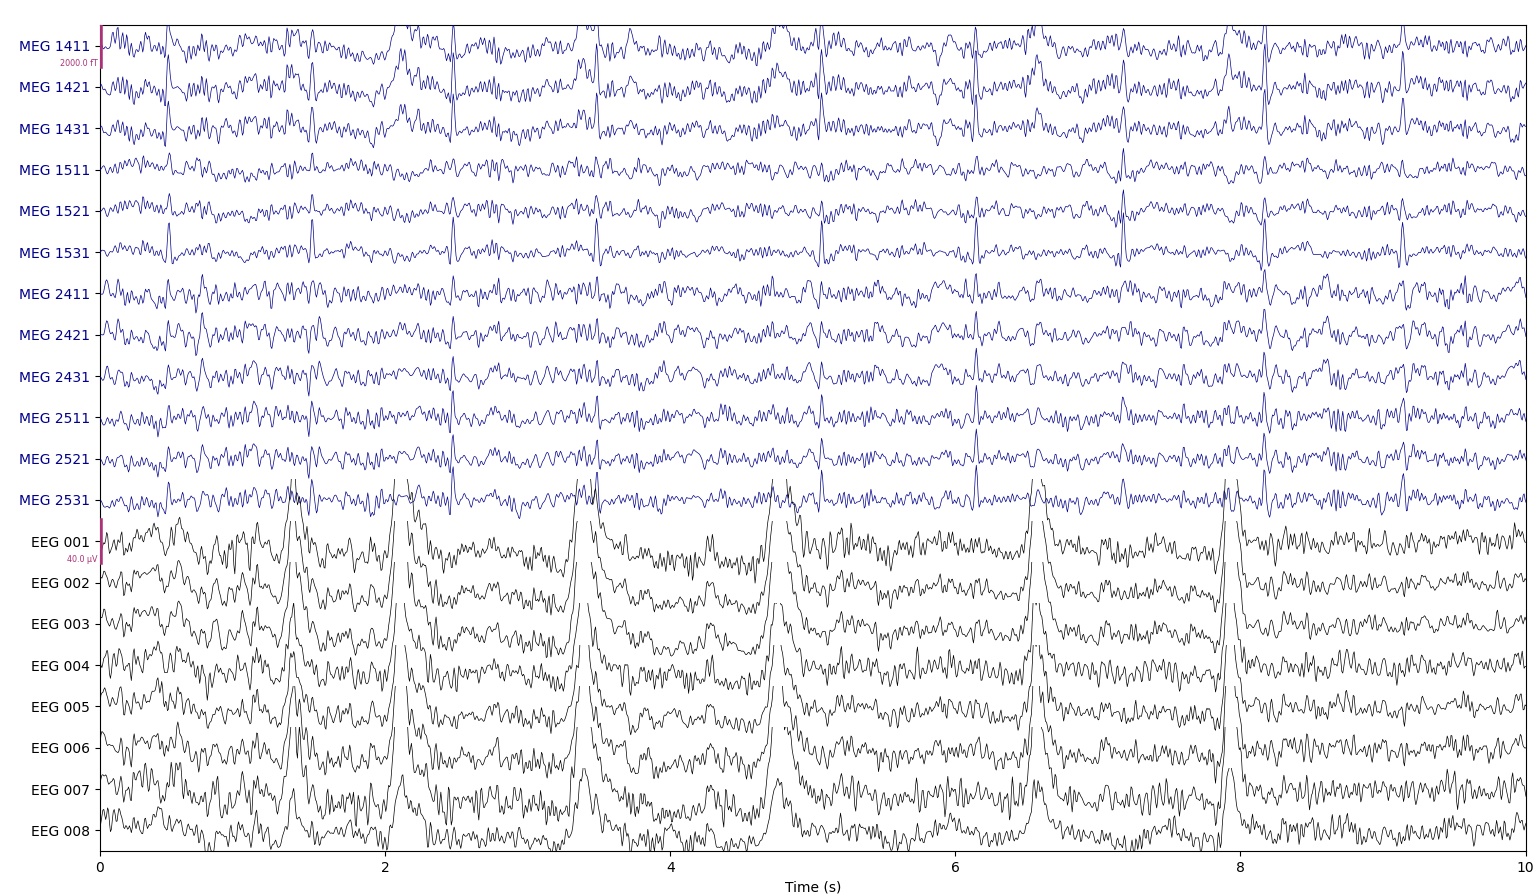 MEG 1411
2000.0 fT
MEG 1421
MEG 1431
MEG 1511
MEG 1521
MEG 1531
MEG 2411
MEG 2421
MEG 2431
MEG 2511
MEG 2521
MEG 2531
EEG 001
40.0 µV
EEG 002
EEG 003
EEG 004
EEG 005
EEG 006
EEG 007
EEG 008
0 2 4 6 8 10
Time (s)